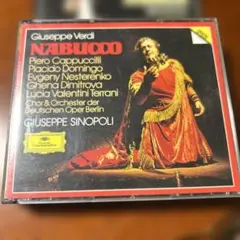 Giuseppe Verdi
NABUCCO
Piero Cappuccilli
Placido Domingo
Evgeny Nesterenko
Ghena Dimitrova
Lucia Valentini Terrani
Chor & Orchester der
Deutschen Oper Berlin
GIUSEPPE SINOPOLI